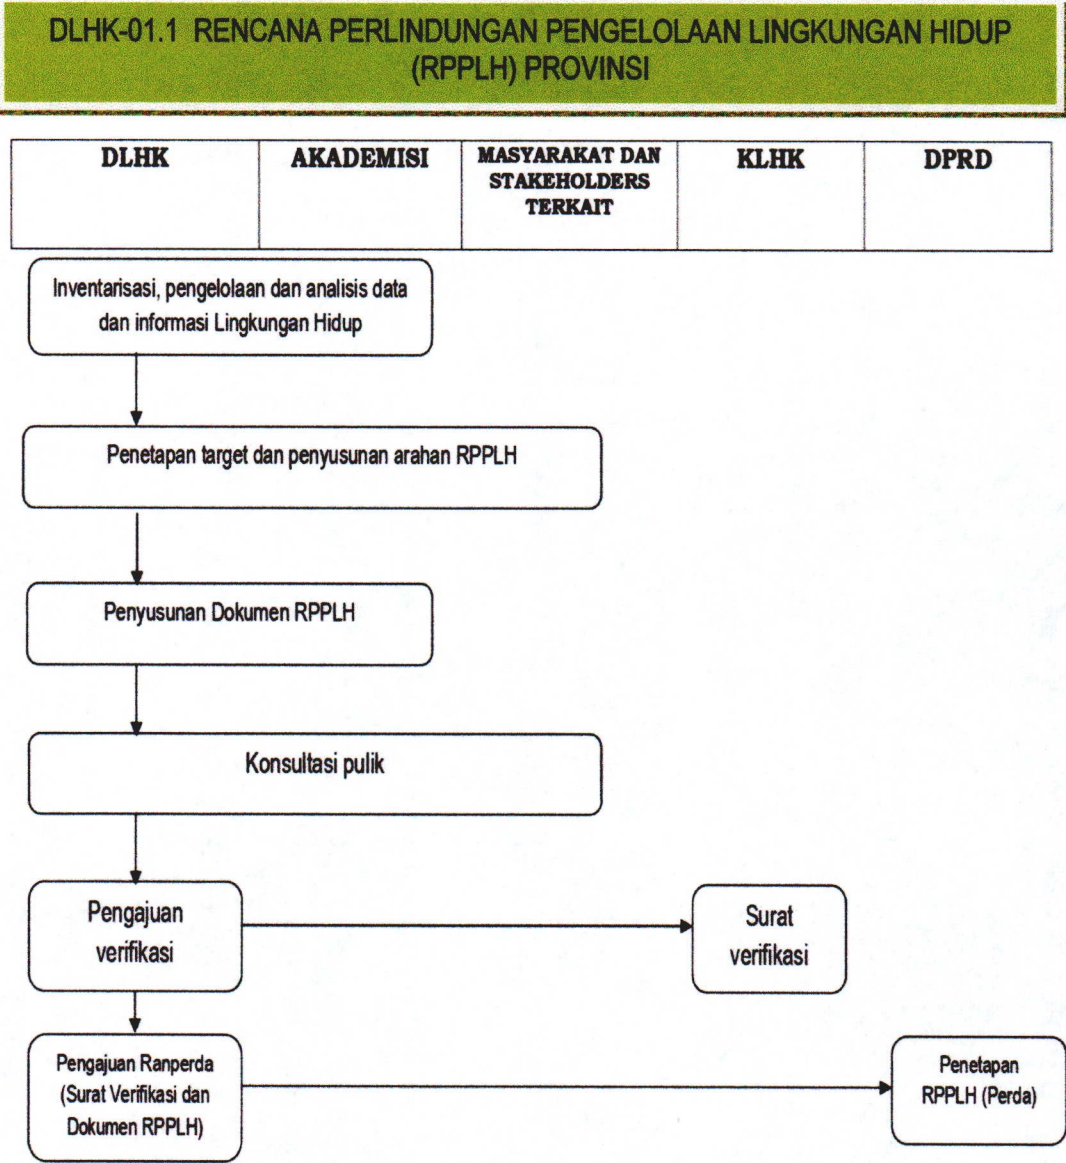 DLHK-01.1 RENCANA PERLINDUNGAN PENGELOLAAN LINGKUNGAN HIDUP
(RPPLH) PROVINSI
DLHK
AKADEMISI
MASYARAKAT DAN
STAKEHOLDERS
TERKAIT
KLHK
DPRD
Inventarisasi, pengelolaan dan analisis data
dan informasi Lingkungan Hidup
Penetapan target dan penyusunan arahan RPPLH
Penyusunan Dokumen RPPLH
Konsultasi pulik
Pengajuan
verifikasi
Surat
verifikasi
Pengajuan Ranperda
(Surat Verifikasi dan
Dokumen RPPLH)
Penetapan
RPPLH (Perda)